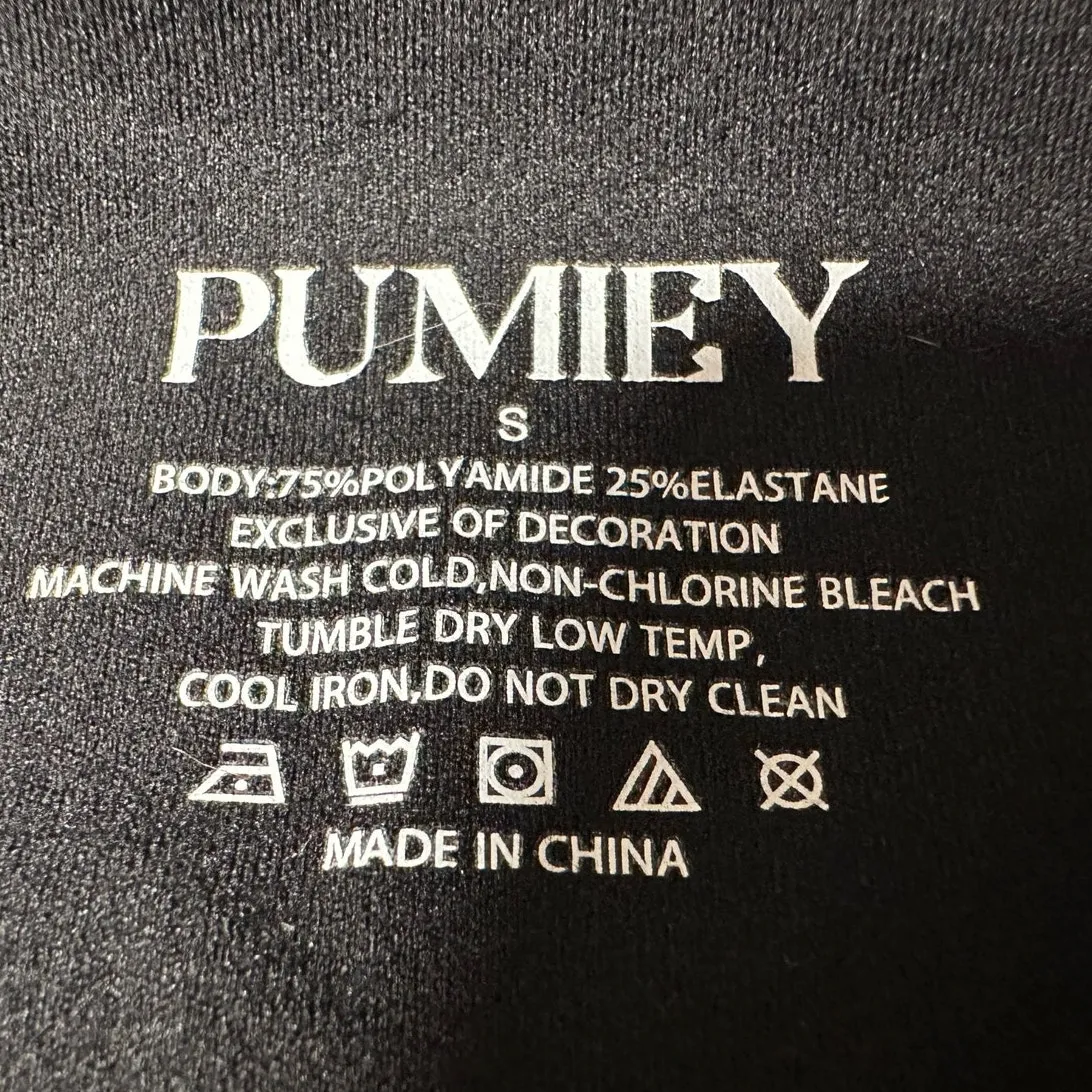 PUMIEY
S
BODY:75%POLYAMIDE 25%ELASTANE
EXCLUSIVE OF DECORATION
MACHINE WASH COLD,NON-CHLORINE BLEACH
TUMBLE DRY LOW TEMP,
COOL IRON,DO NOT DRY CLEAN
MADE IN CHINA